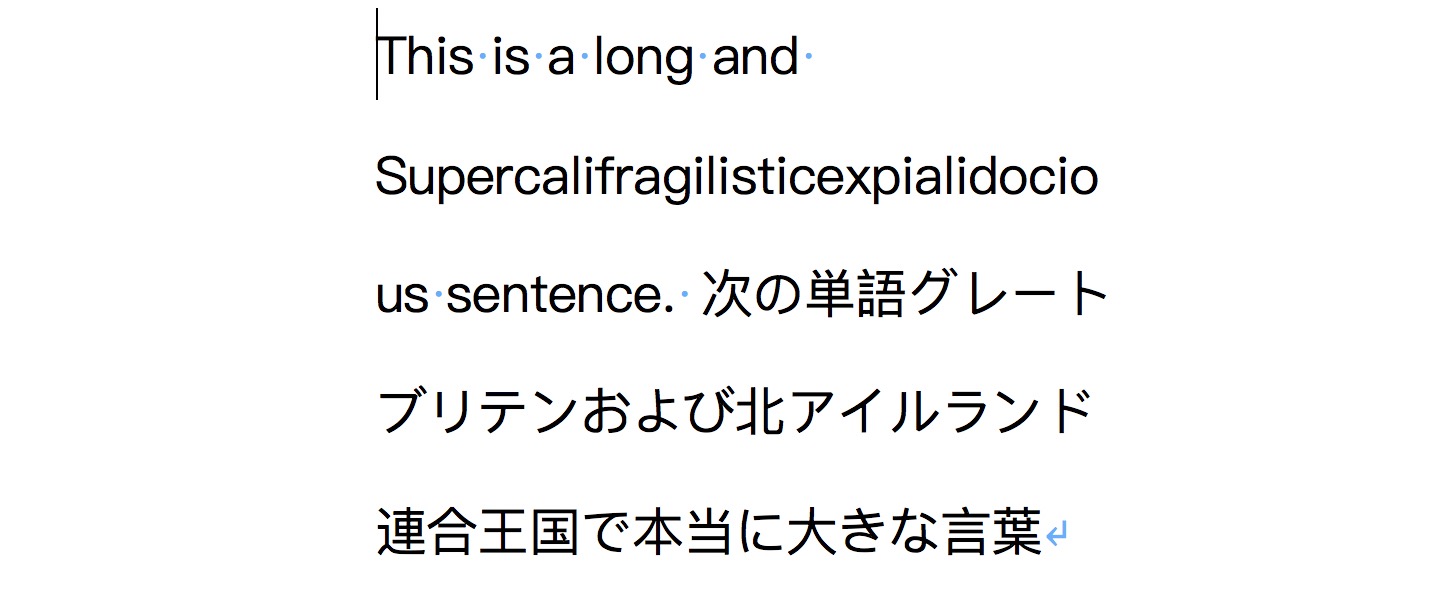 This is a long and
Supercalifragilisticexpialidocio
us sentence. 次の単語グレート
ブリテンおよび北アイルランド
連合王国で本当に大きな言葉